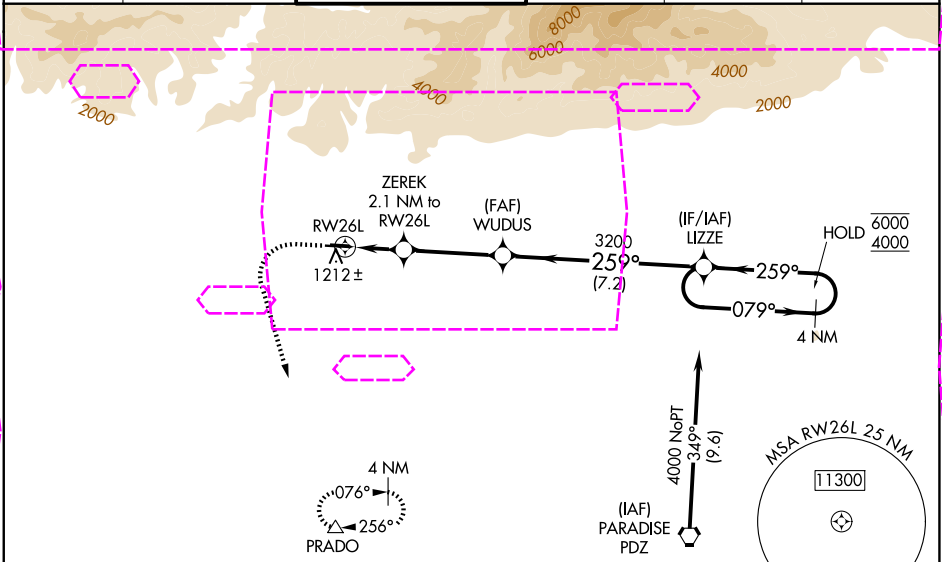 8000
6000
4000
4000
2000
2000
ZEREK
2.1 NM to
RW26L
RW26L
1212 ±
(FAF)
WUDUS
3200
259°
(7.2)
(IF/IAF)
LIZZE
HOLD
6000
4000
259°
079°
4 NM
4000 NoPT
349°
(9.6)
(IAF)
PARADISE
PDZ
4 NM
076°
256°
PRADO
MSA RW26L 25 NM
11300